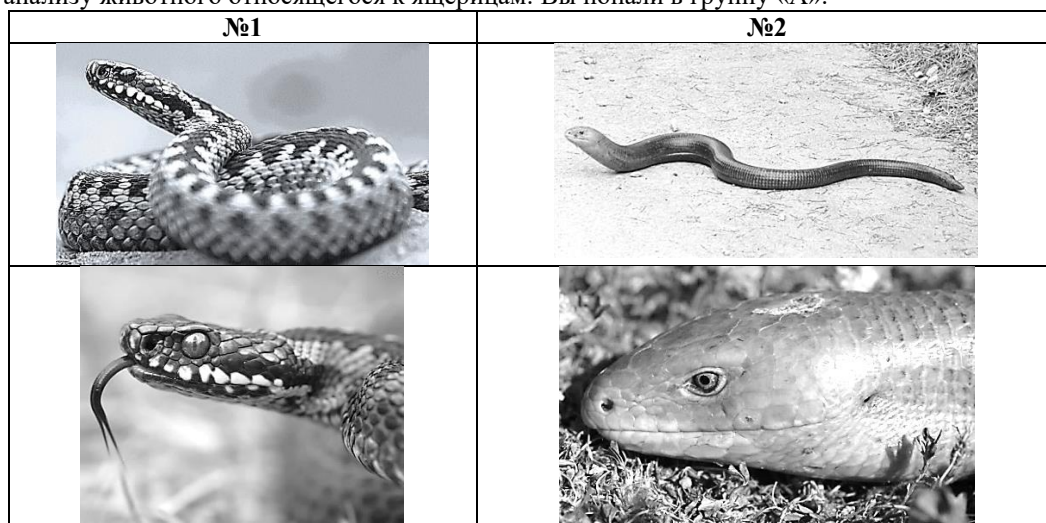 анализу животного относящегося к ящерицам. Вы попали в группу «А».
№1 №2